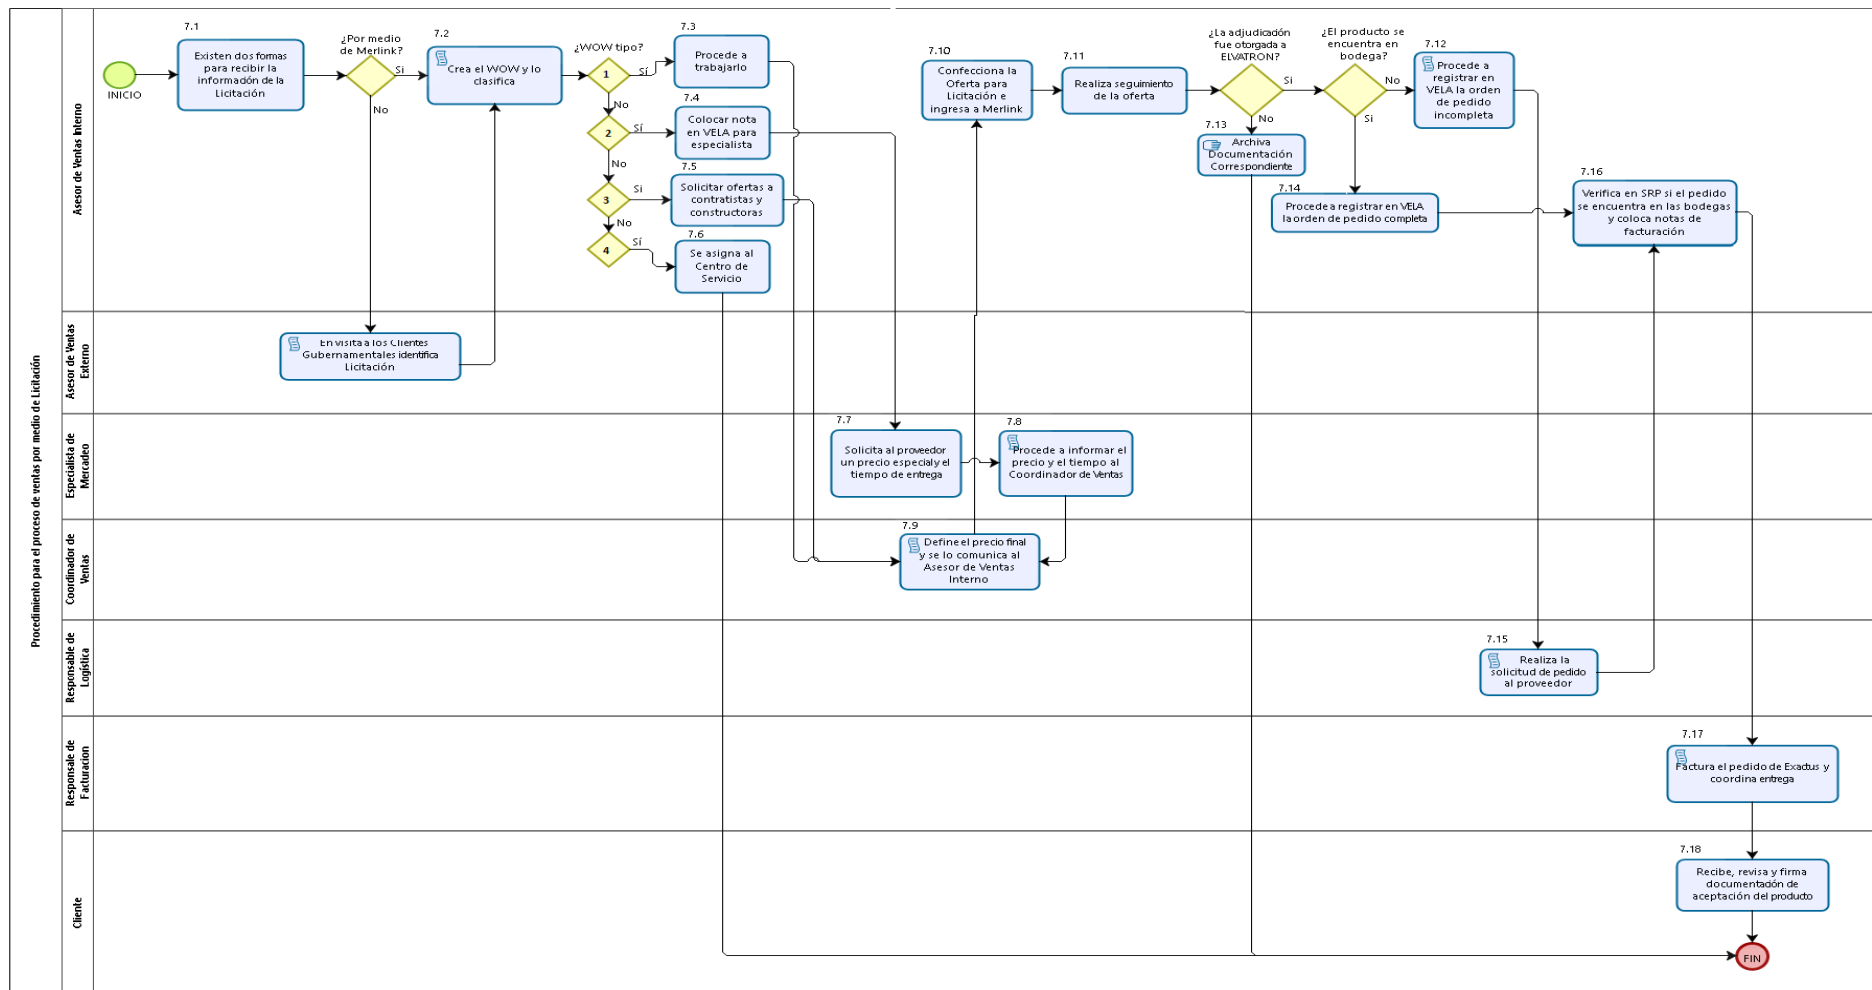 Procedimiento para el proceso de ventas por medio de Licitación
Asesor de Ventas Interno
INICIO
7.1
Existen dos formas
para recibir la
información de la
Licitación
¿Por medio
de Merlink?
Si
No
7.2
Crea el WOW y lo
clasifica
¿WOW tipo?
1
Sí
No
2
Sí
No
3
Si
No
4
Sí
7.3
Procede a
trabajarlo
7.4
Colocar nota
en VELA para
especialista
7.5
Solicitar ofertas a
contratistas y
constructoras
7.6
Se asigna al
Centro de
Servicio
7.10
Confecciona la
Oferta para
Licitación e
ingresa a Merlink
7.11
Realiza seguimiento
de la oferta
¿La adjudicación
fue otorgada a
ELVATRON?
Si
No
¿El producto se
encuentra en
bodega?
No
Si
7.12
Procede a
registrar en
VELA la orden
de pedido
incompleta
7.13
Archiva
Documentación
Correspondiente
7.14
Procede a registrar en VELA
la orden de pedido completa
7.16
Verifica en SRP si el pedido
se encuentra en las bodegas
y coloca notas de
facturación
Asesor de Ventas
Externo
En visita a los Clientes
Gubernamentales identifica
Licitación
Especialista de
Mercadeo
7.7
Solicita al proveedor
un precio especial y el
tiempo de entrega
7.8
Procede a informar el
precio y el tiempo al
Coordinador de Ventas
Coordinador de
Ventas
7.9
Define el precio final
y se lo comunica al
Asesor de Ventas
Interno
Responsable de
Logística
7.15
Realiza la
solicitud de pedido
al proveedor
Responsale de
Facturacion
7.17
Factura el pedido de Exactus y
coordina entrega
Cliente
7.18
Recibe, revisa y firma
documentación de
aceptación del producto
FIN